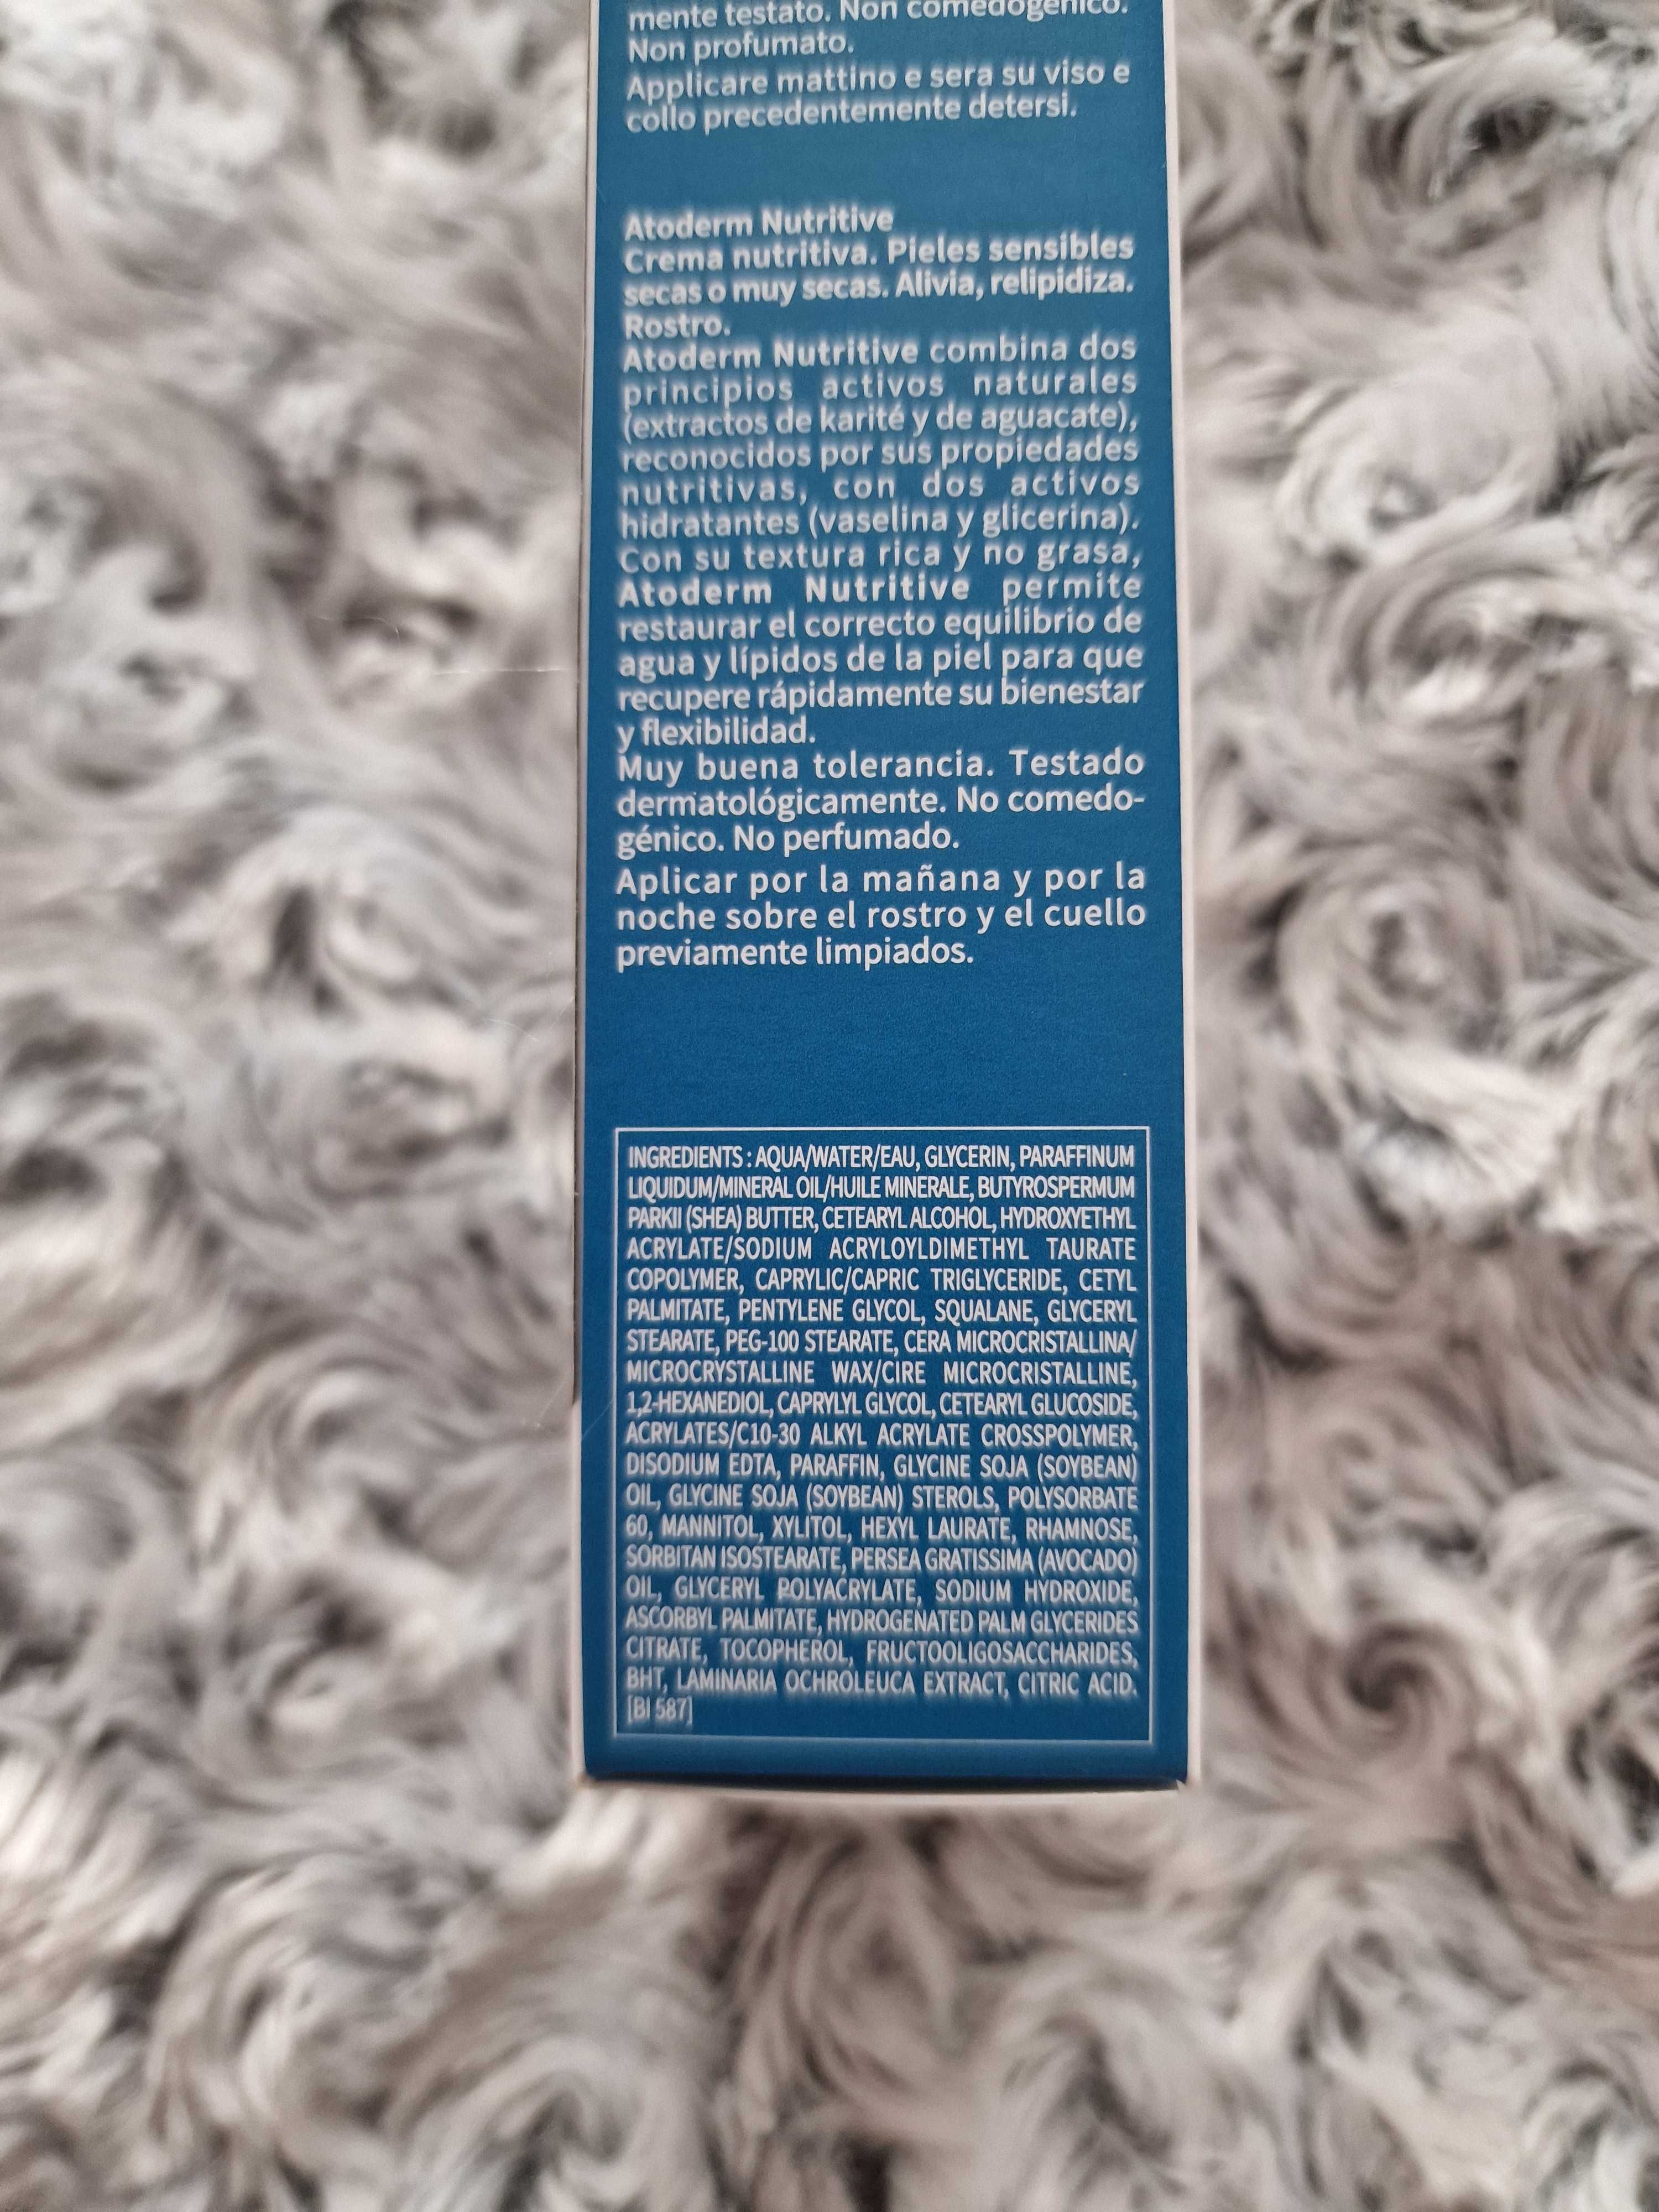 mente testato. Non comedogenico.
Non profumato.
Applicare mattino e sera su viso e
collo precedentemente detersi.
Atoderm Nutritive
Crema nutritiva. Pieles sensibles
secas o muy secas. Alivia, relipidiza.
Rostro.
Atoderm Nutritive combina dos
principios activos naturales
(extractos de karité y de aguacate),
reconocidos por sus propiedades
nutritivas, con dos activos
hidratantes (vaselina y glicerina).
Con su textura rica y no grasa,
Atoderm Nutritive permite
restaurar el correcto equilibrio de
agua y lípidos de la piel para que
recupere rápidamente su bienestar
y flexibilidad.
Muy buena tolerancia. Testado
dermatológicamente. No comedo-
génico. No perfumado.
Aplicar por la mañana y por la
noche sobre el rostro y el cuello
previamente limpiados.
INGREDIENTS : AQUA/WATER/EAU, GLYCERIN, PARAFFINUM
LIQUIDUM/MINERAL OIL/HUILE MINERALE, BUTYROSPERMUM
PARKII (SHEA) BUTTER, CETEARYL ALCOHOL, HYDROXYETHYL
ACRYLATE/SODIUM ACRYLOYLDIMETHYL TAURATE
COPOLYMER, CAPRYLIC/CAPRIC TRIGLYCERIDE, CETYL
PALMITATE, PENTYLENE GLYCOL, SQUALANE, GLYCERYL
STEARATE, PEG-100 STEARATE, CERA MICROCRISTALLINA/
MICROCRYSTALLINE WAX/CIRE MICROCRISTALLINE,
1,2-HEXANEDIOL, CAPRYLYL GLYCOL, CETEARYL GLUCOSIDE,
ACRYLATES/C10-30 ALKYL ACRYLATE CROSSPOLYMER,
DISODIUM EDTA, PARAFFIN, GLYCINE SOJA (SOYBEAN)
OIL, GLYCINE SOJA (SOYBEAN) STEROLS, POLYSORBATE
60, MANNITOL, XYLITOL, HEXYL LAURATE, RHAMNOSE,
SORBITAN ISOSTEARATE, PERSEA GRATISSIMA (AVOCADO)
OIL, GLYCERYL POLYACRYLATE, SODIUM HYDROXIDE,
ASCORBYL PALMITATE, HYDROGENATED PALM GLYCERIDES
CITRATE, TOCOPHEROL, FRUCTOOLIGOSACCHARIDES,
BHT, LAMINARIA OCHROLEUCA EXTRACT, CITRIC ACID.
[BI 587]